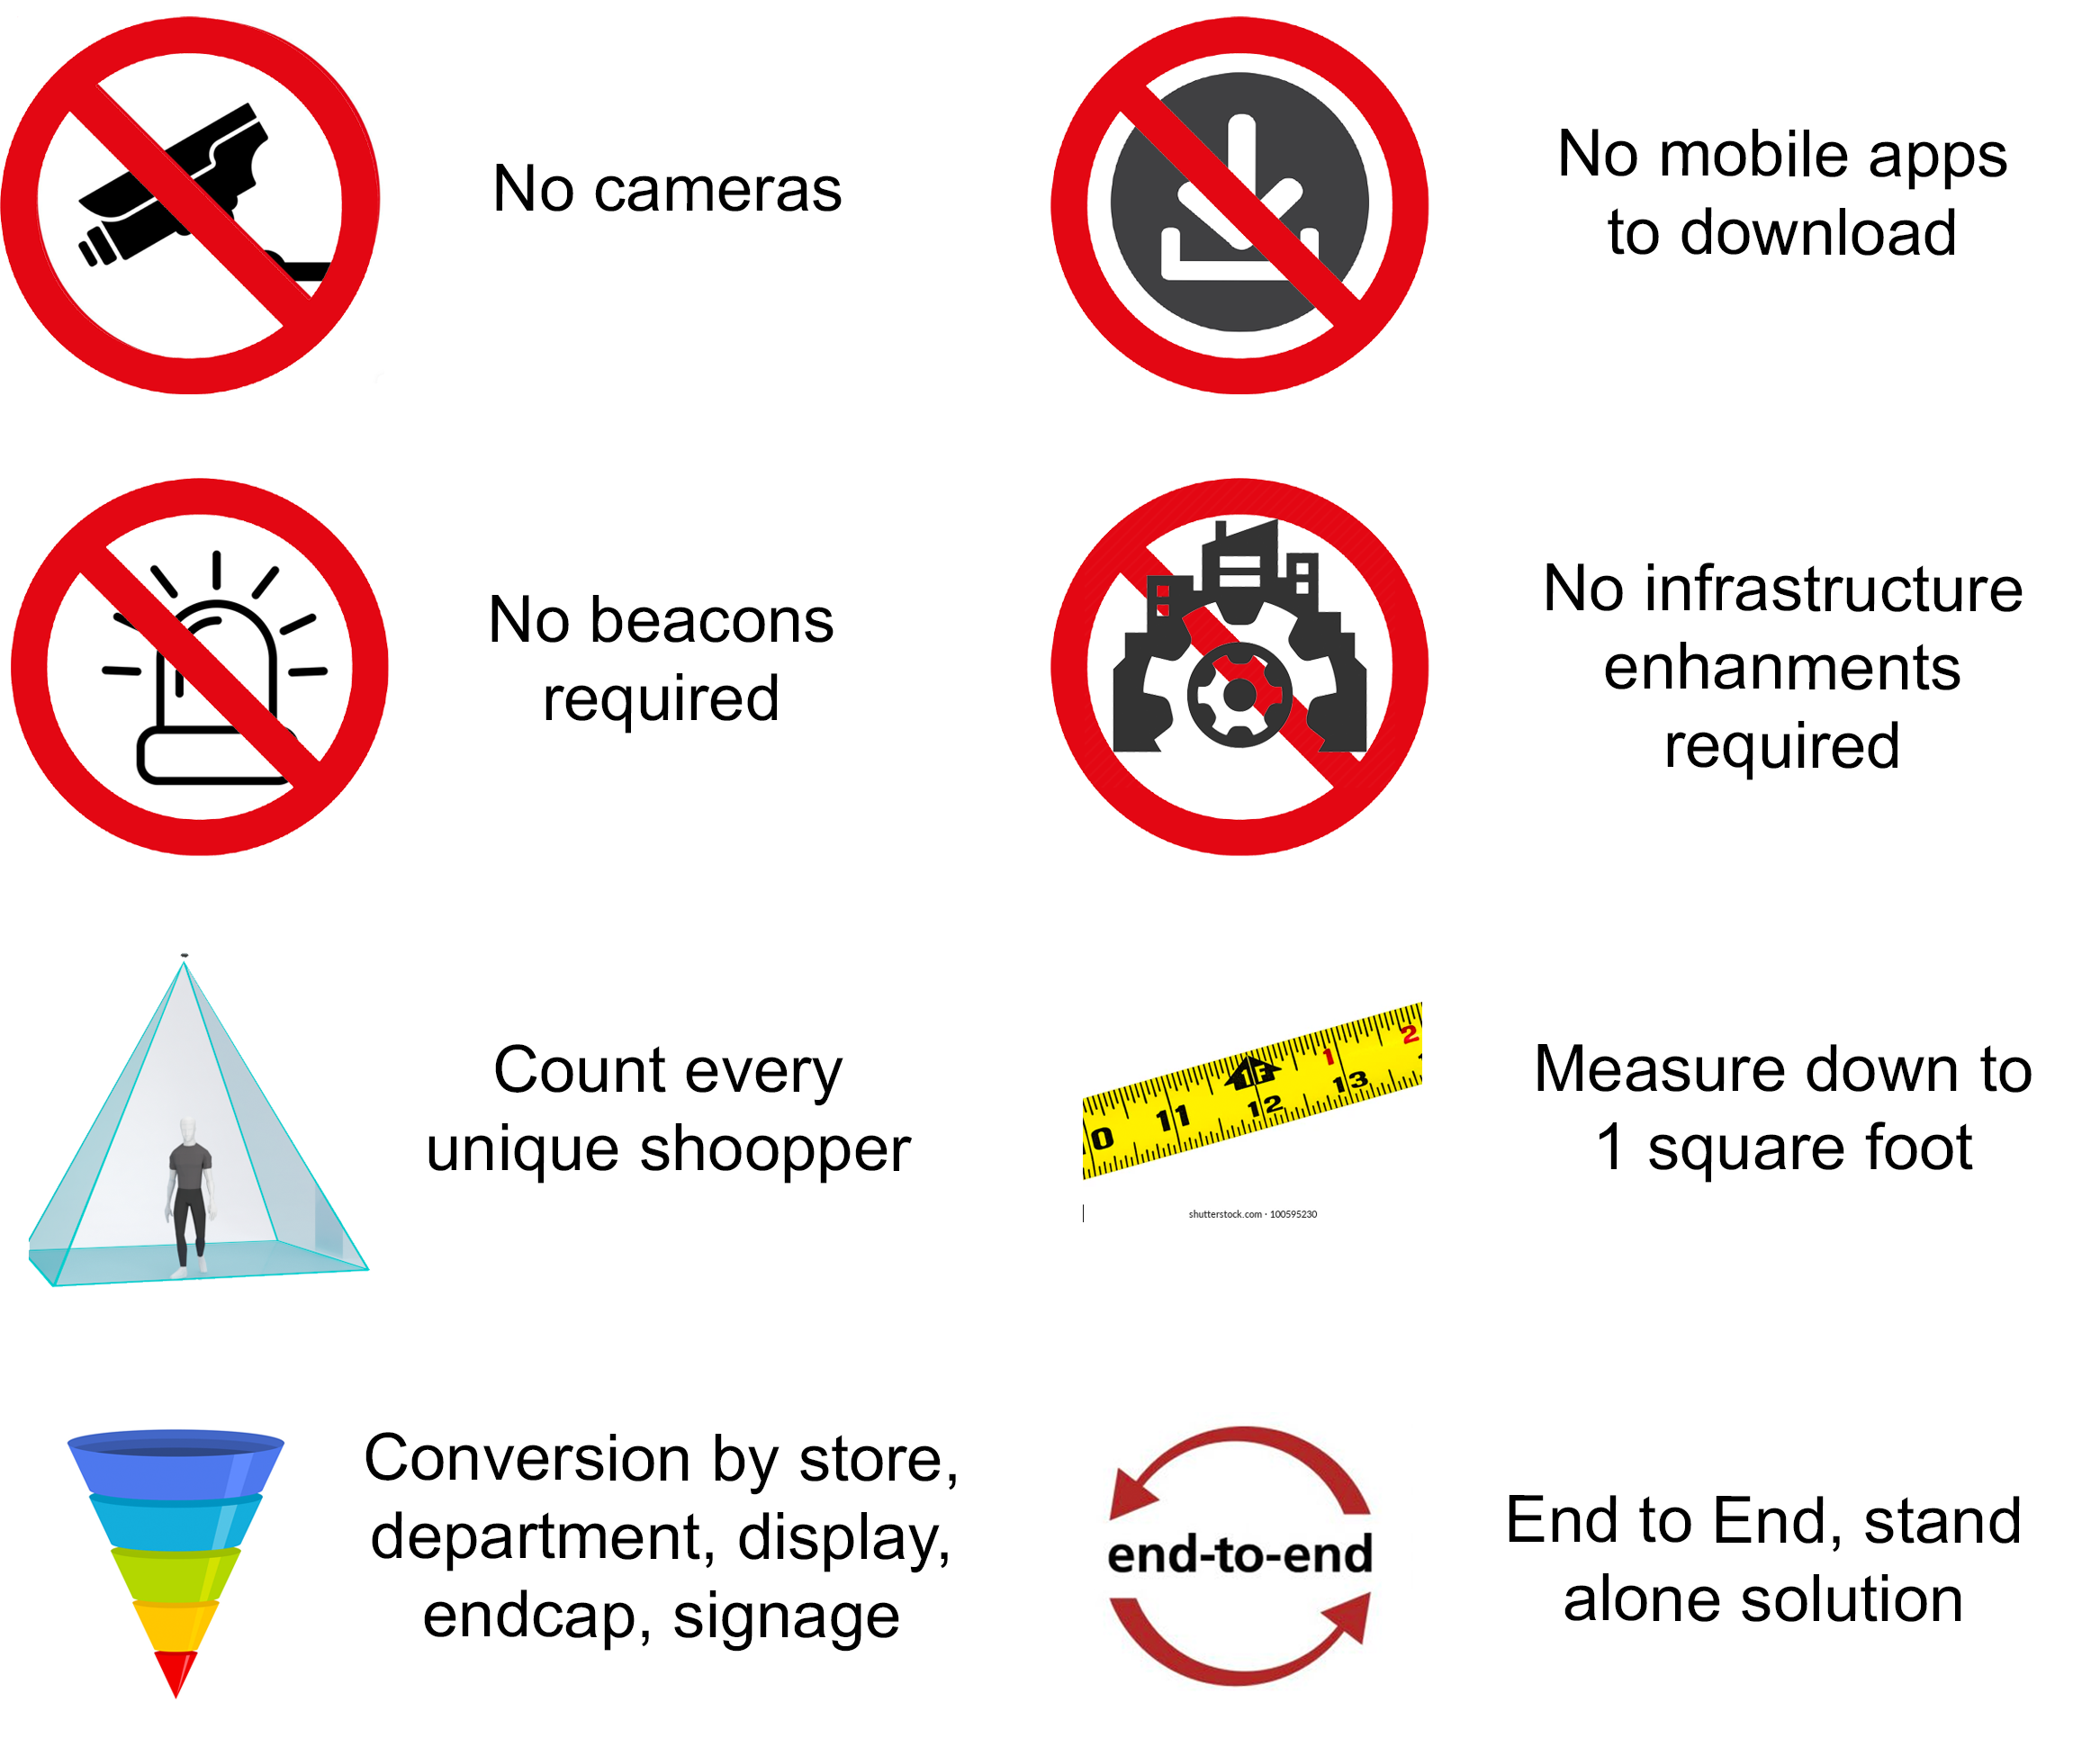 No cameras
No mobile apps
to download
No beacons
required
No infrastructure
enhanments
required
Count every
unique shoopper
0 11 12 13
1 2
1F
shutterstock.com · 100595230
Measure down to
1 square foot
Conversion by store,
department, display,
endcap, signage
end-to-end
End to End, stand
alone solution